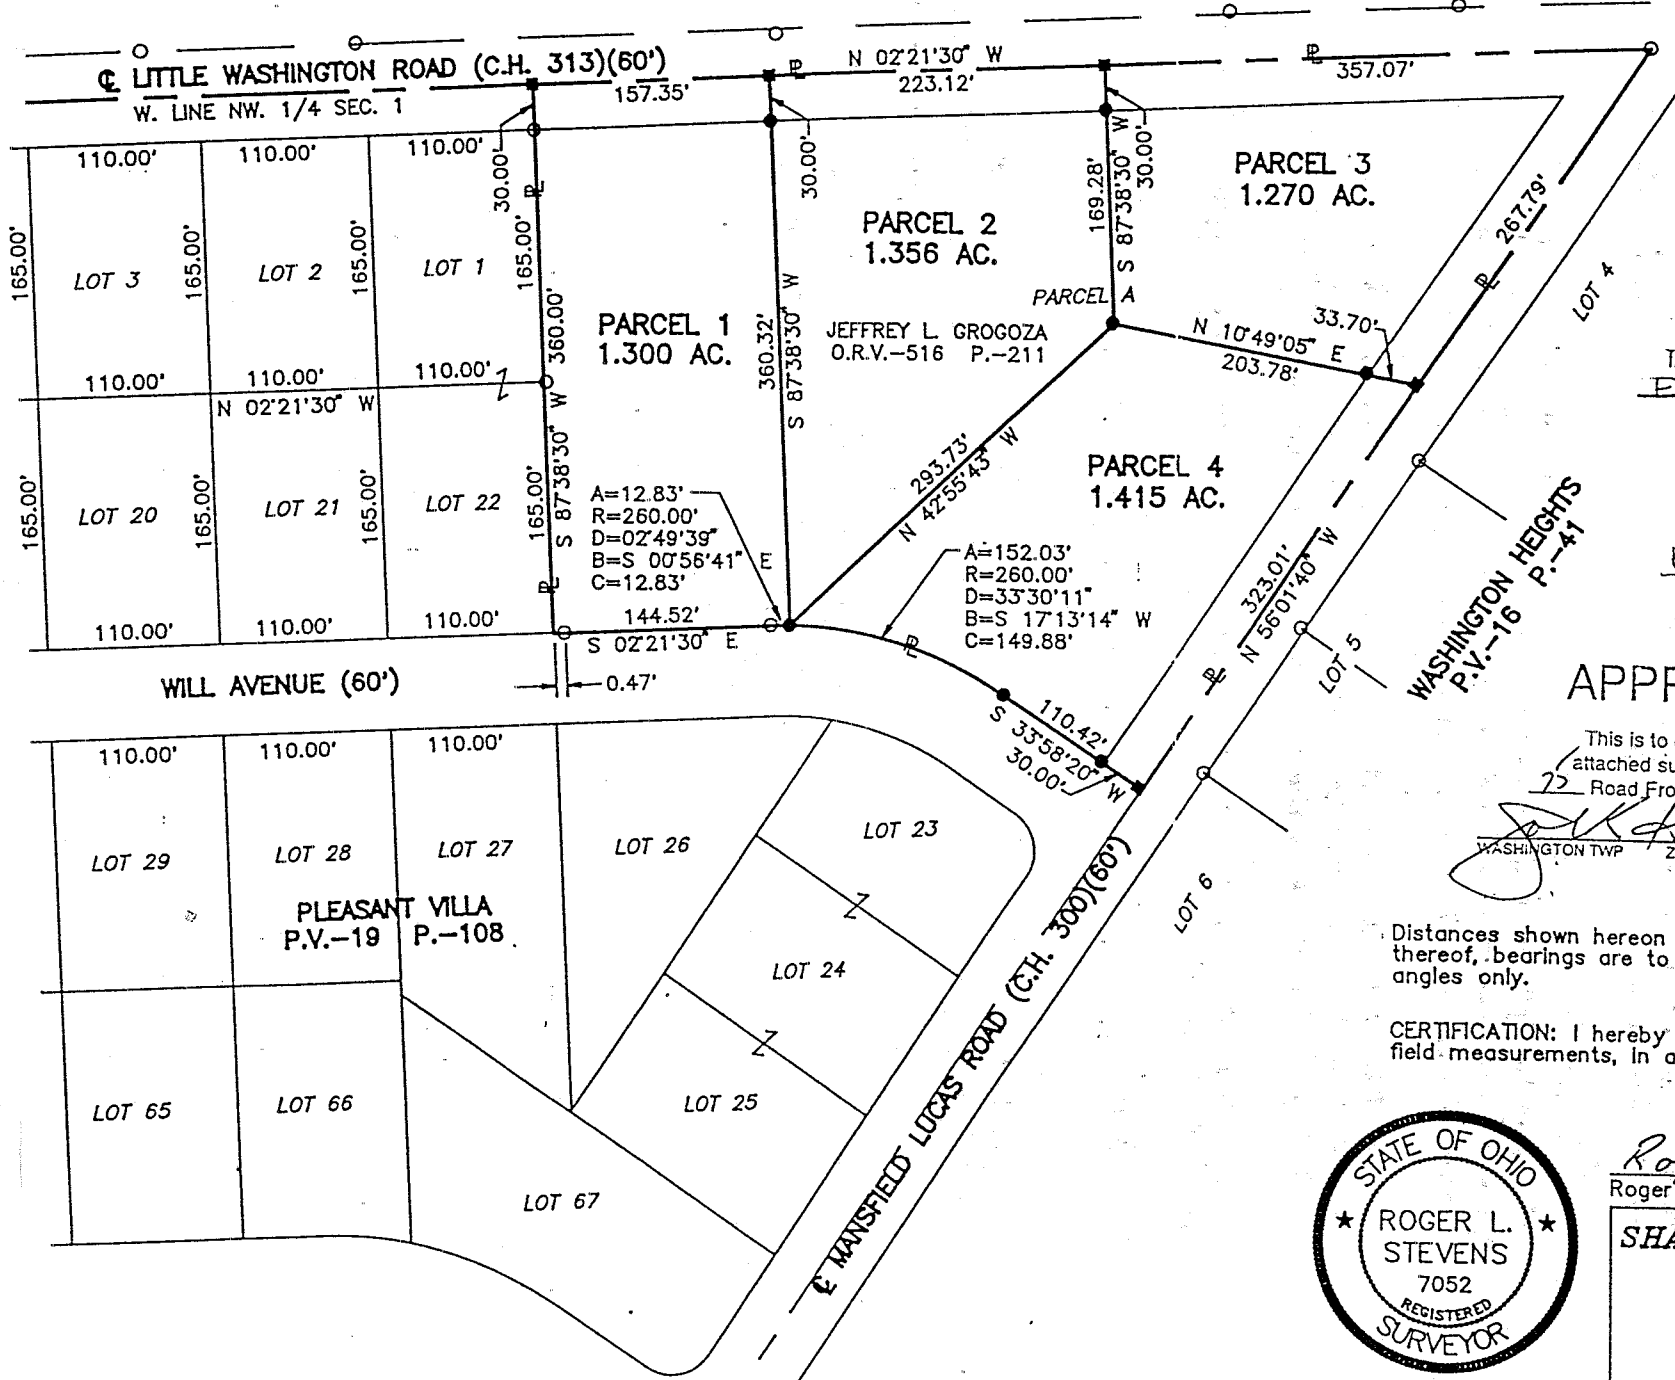 ℄ LITTLE WASHINGTON ROAD (C.H. 313)(60')
W. LINE NW. 1/4 SEC. 1
157.35'
℞
N 02°21'30" W
223.12'
357.07'
110.00'
110.00'
110.00'
30.00'
30.00'
30.00'
165.00'
165.00'
165.00'
165.00'
LOT 3
LOT 2
LOT 1
360.00'
S 87°38'30" W
PARCEL 1
1.300 AC.
360.32'
S 87°38'30" W
PARCEL 2
1.356 AC.
PARCEL A
JEFFREY L. GROGOZA
O.R.V.-516 P.-211
169.28'
S 87°38'30" W
PARCEL 3
1.270 AC.
267.79'
LOT 4
N 10°49'05" E
203.78'
33.70'
110.00'
110.00'
110.00'
N 02°21'30" W
165.00'
165.00'
165.00'
165.00'
LOT 20
LOT 21
LOT 22
A=12.83'
R=260.00'
D=02°49'39"
B=S 00°56'41" E
C=12.83'
293.73'
N 42°55'43" W
PARCEL 4
1.415 AC.
A=152.03'
R=260.00'
D=33°30'11"
B=S 17°13'14" W
C=149.88'
323.01'
N 56°01'40" W
WASHINGTON HEIGHTS
P.V.-16 P.-41
LOT 5
110.00'
110.00'
110.00'
144.52'
S 02°21'30" E
0.47'
WILL AVENUE (60')
110.42'
S 33°58'20" W
30.00'
110.00'
110.00'
110.00'
LOT 29
LOT 28
LOT 27
LOT 26
LOT 23
PLEASANT VILLA
P.V.-19 P.-108
LOT 24
LOT 6
LOT 65
LOT 66
LOT 25
LOT 67
℄ MANSFIELD LUCAS ROAD (C.H. 300)(60')
APP
This is to
attached su
Road Fro
WASHINGTON TWP
Distances shown hereon
thereof, bearings are to
angles only.
CERTIFICATION: I hereby
field measurements, in a
STATE OF OHIO
ROGER L.
STEVENS
7052
REGISTERED
SURVEYOR
Roger
SHA